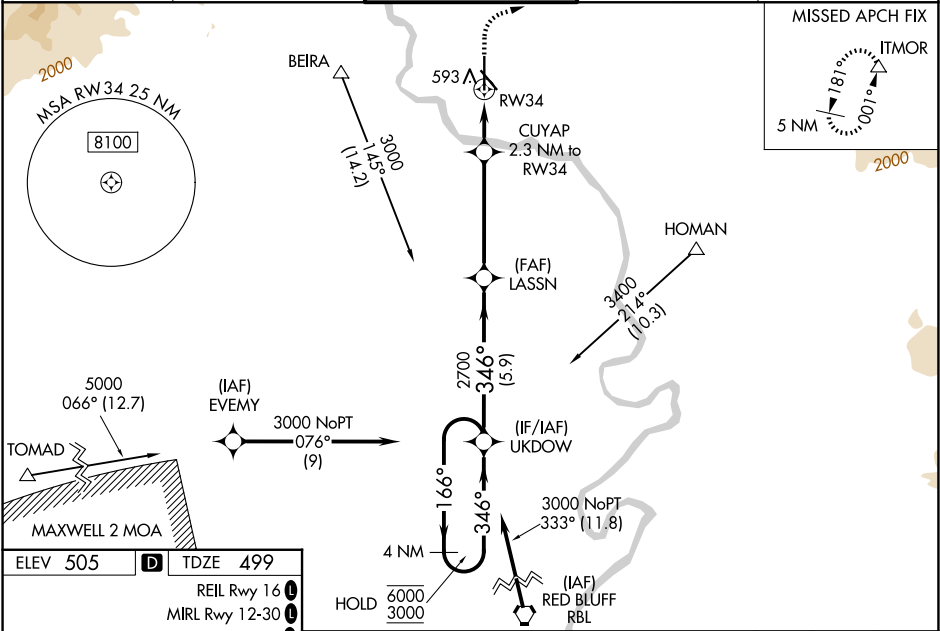 MISSED APCH FIX
ITMOR
181°
001°
5 NM
2000
MSA RW34 25 NM
8100
BEIRA
3000
145°
(14.2)
593
RW34
CUYAP
2.3 NM to
RW34
2000
HOMAN
3400
214°
(10.3)
(FAF)
LASSN
2700
346°
(5.9)
5000
066° (12.7)
TOMAD
(IAF)
EVEMY
3000 NoPT
076°
(9)
(IF/IAF)
UKDOW
166°
346°
3000 NoPT
333° (11.8)
4 NM
MAXWELL 2 MOA
HOLD
6000
3000
(IAF)
RED BLUFF
RBL
ELEV 505
D
TDZE 499
REIL Rwy 16 L
MIRL Rwy 12-30 L